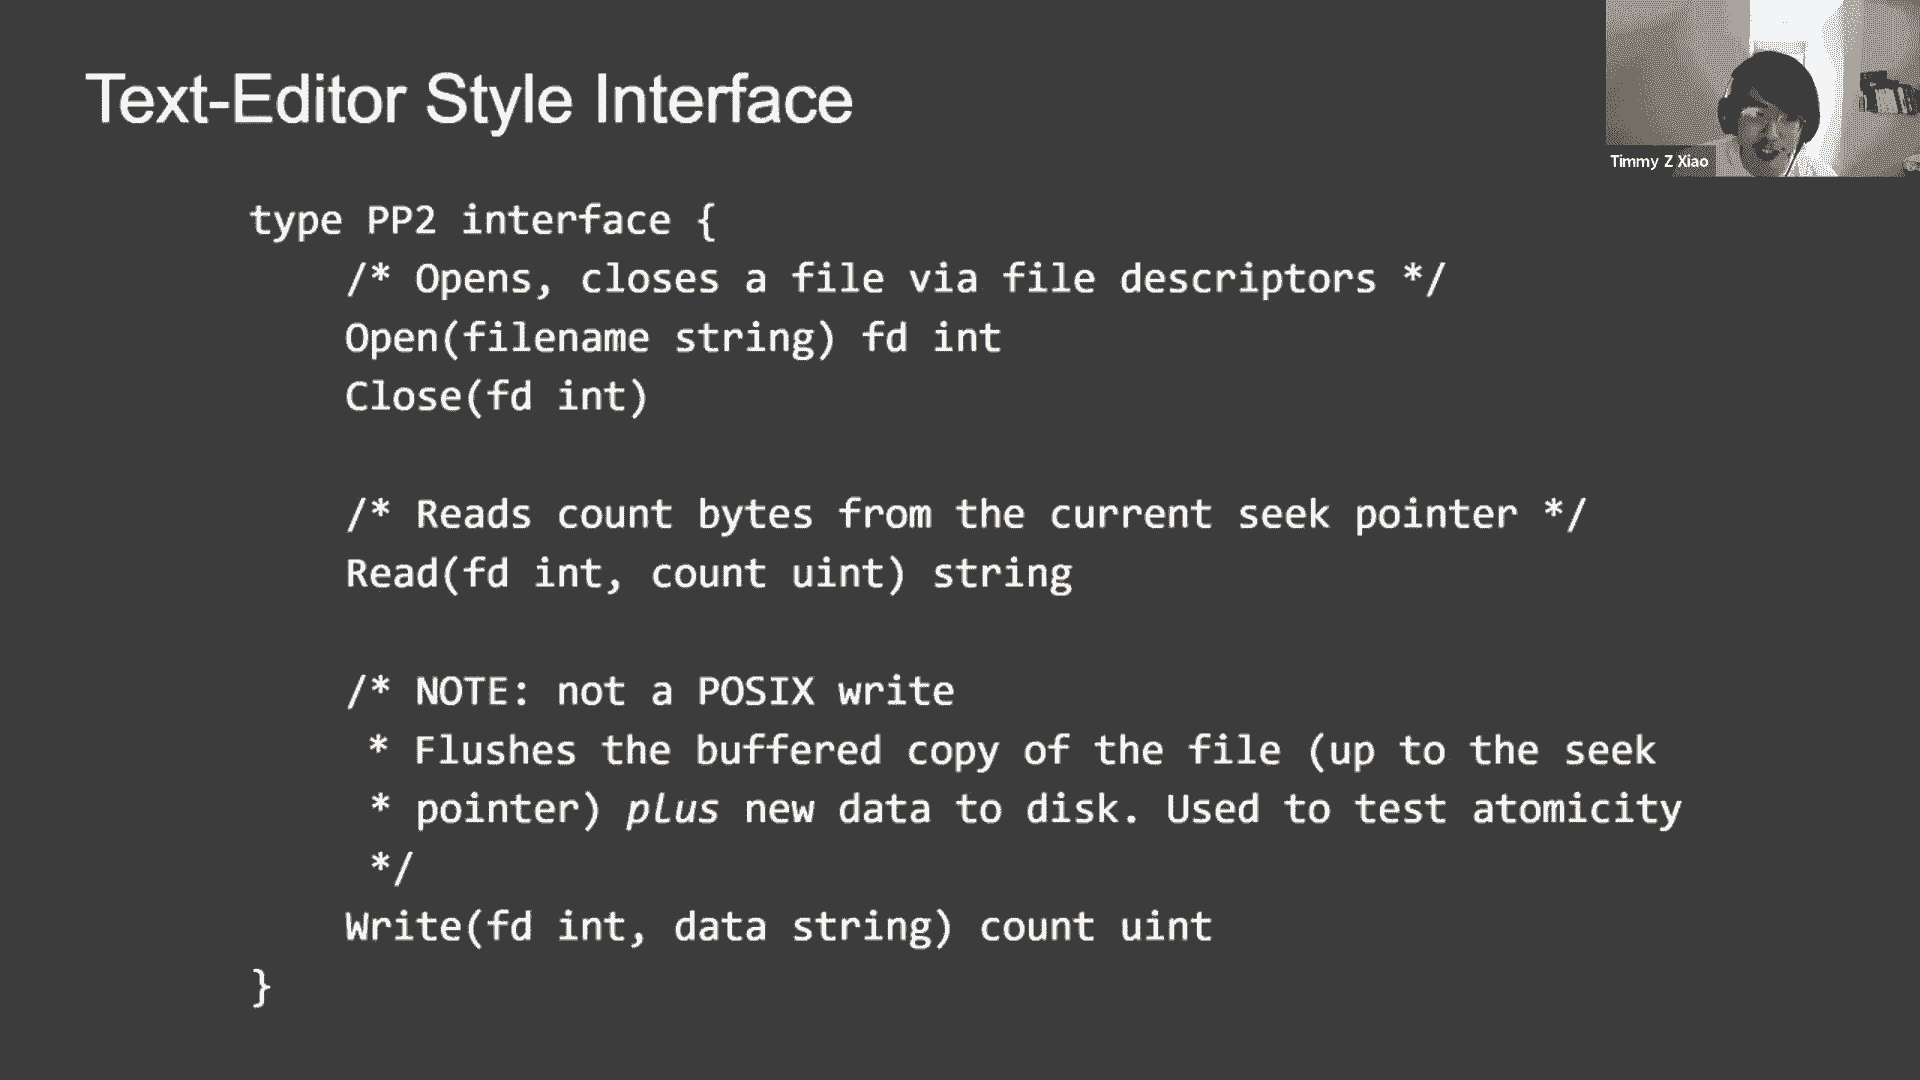 Text-Editor Style Interface
Timmy Z Xiao
type PP2 interface {
/* Opens, closes a file via file descriptors */
Open(filename string) fd int
Close(fd int)
/* Reads count bytes from the current seek pointer */
Read(fd int, count uint) string
/* NOTE: not a POSIX write
* Flushes the buffered copy of the file (up to the seek
* pointer) plus new data to disk. Used to test atomicity
*/
Write(fd int, data string) count uint
}